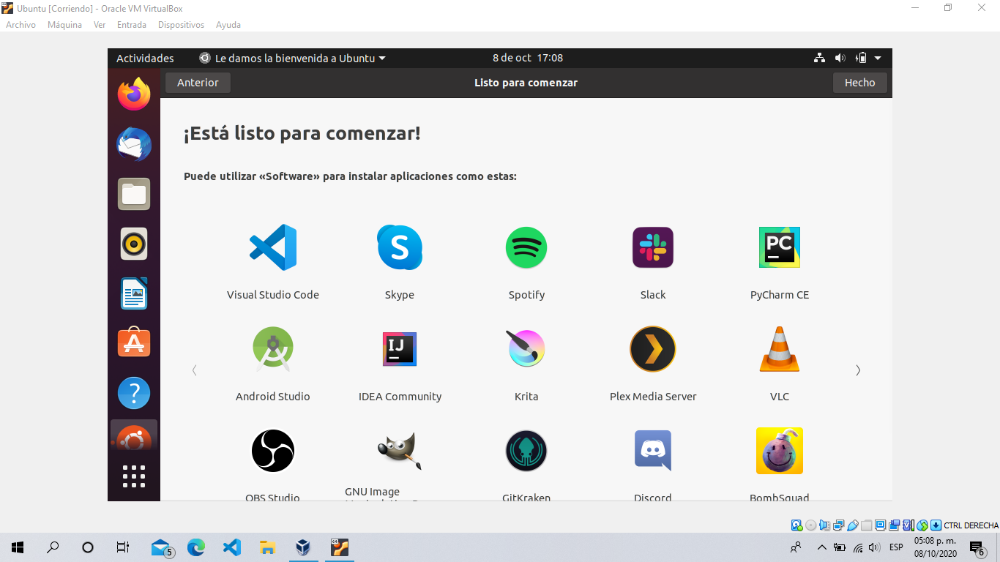 Ubuntu [Corriendo] - Oracle VM VirtualBox
Archivo Máquina Ver Entrada Dispositivos Ayuda
Actividades Le damos la bienvenida a Ubuntu 8 de oct 17:08
Anterior Listo para comenzar Hecho
¡Está listo para comenzar!
Puede utilizar «Software» para instalar aplicaciones como estas:
S
PC
Visual Studio Code Skype Spotify Slack PyCharm CE
IJ
Android Studio IDEA Community Krita Plex Media Server VLC
GNU Image
OBS Studio GitKraken Discord BombSquad
CTRL DERECHA
5
64
ESP
05:08 p. m.
08/10/2020
6